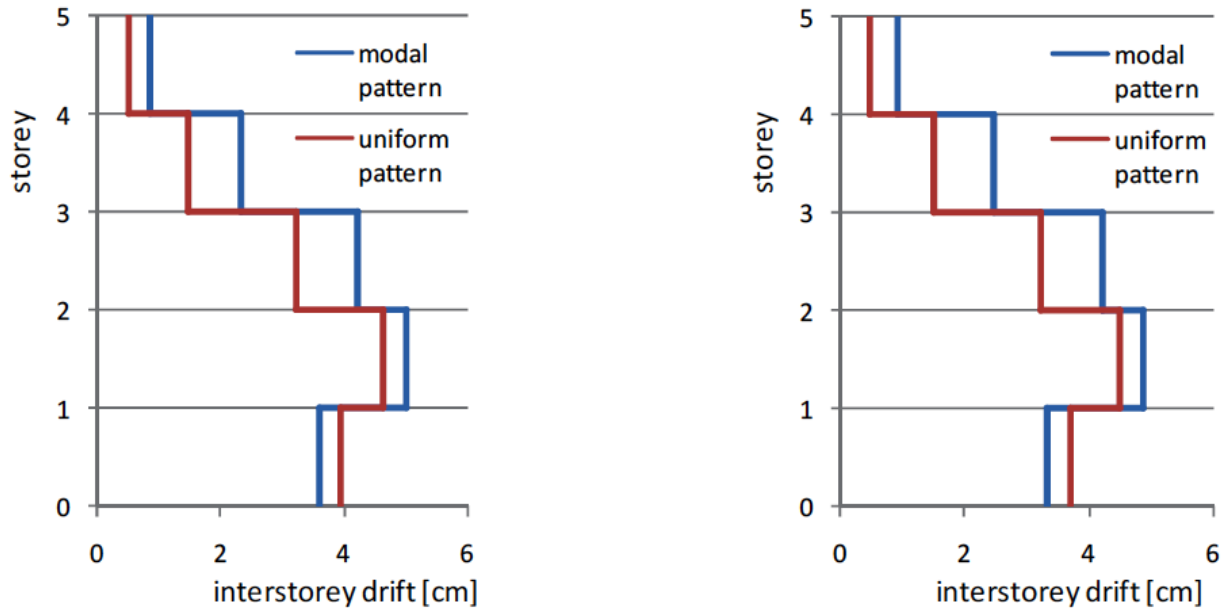 5
4
3
2
1
0
storey
modal
pattern
uniform
pattern
0 2 4 6
interstorey drift [cm]
5
4
3
2
1
0
storey
modal
pattern
uniform
pattern
0 2 4 6
interstorey drift [cm]